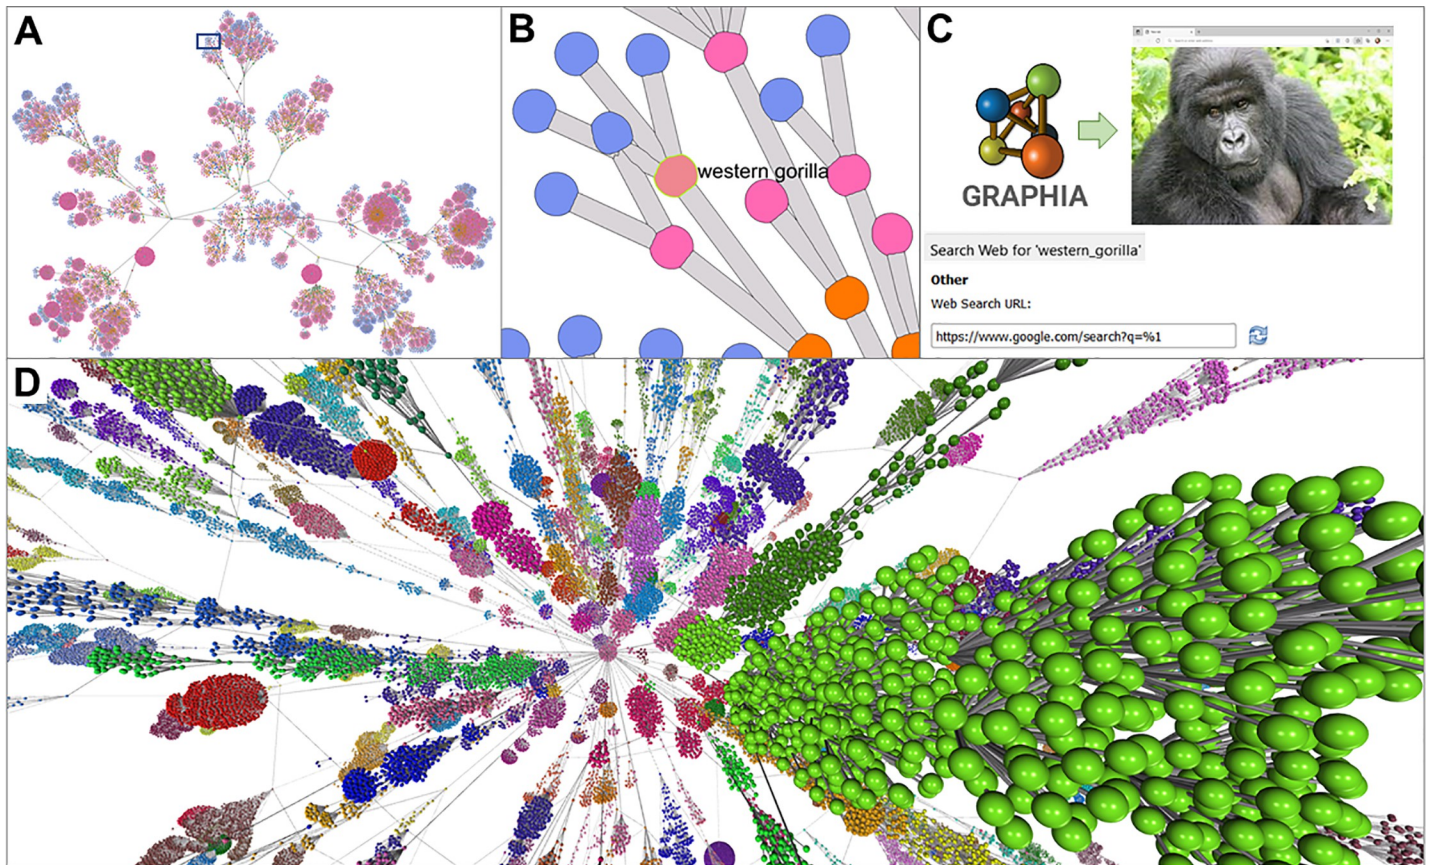 A
B
western gorilla
C
GRAPHIA
Search Web for 'western_gorilla'
Other
Web Search URL:
https://www.google.com/search?q=%1
D